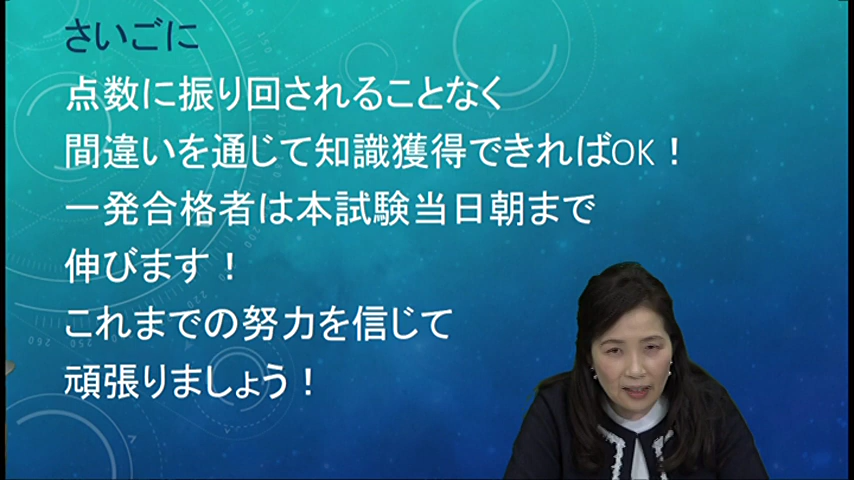 さいごに
点数に振り回されることなく
間違いを通じて知識獲得できればOK！
一発合格者は本試験当日朝まで
伸びます！
これまでの努力を信じて
頑張りましょう！